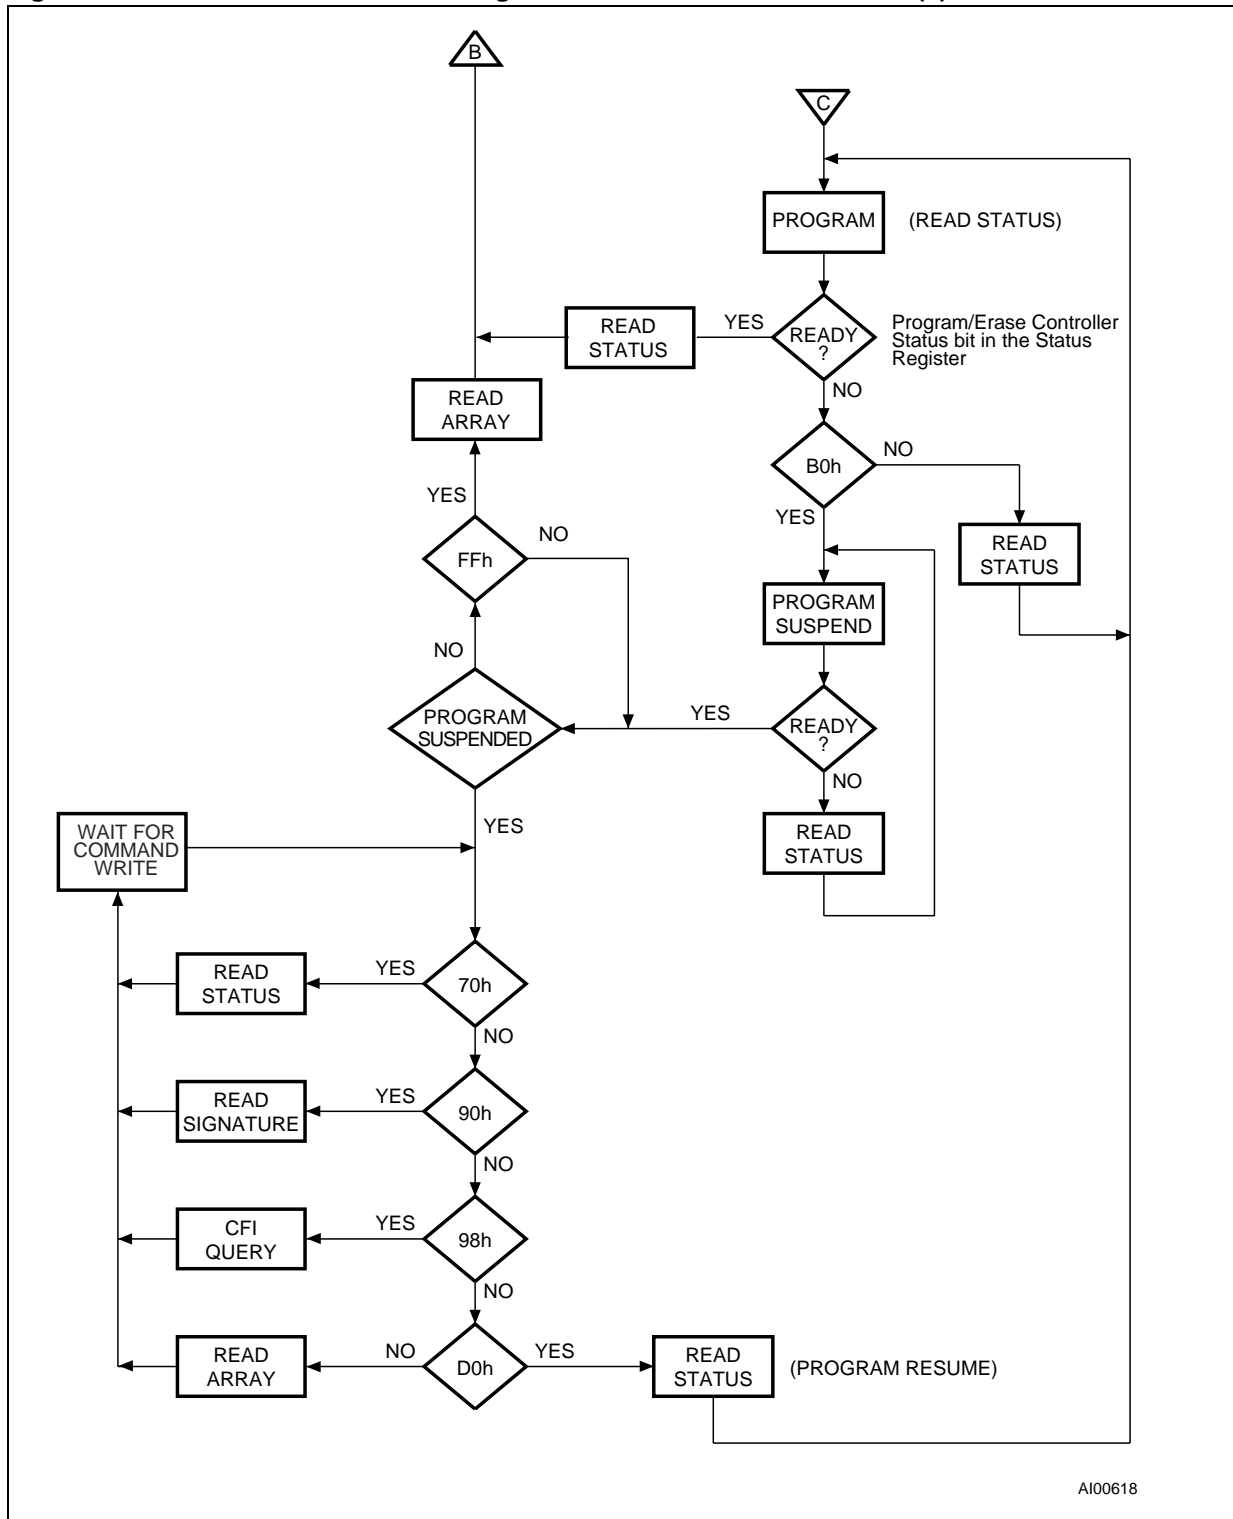 B
C
PROGRAM
(READ STATUS)
READ
STATUS
YES
READY
?
Program/Erase Controller
Status bit in the Status
Register
NO
READ
ARRAY
B0h
NO
YES
YES
FFh
NO
READ
STATUS
PROGRAM
SUSPEND
NO
PROGRAM
SUSPENDED
YES
READY
?
NO
YES
WAIT FOR
COMMAND
WRITE
READ
STATUS
READ
STATUS
YES
70h
NO
READ
SIGNATURE
YES
90h
NO
CFI
QUERY
YES
98h
NO
READ
ARRAY
NO
D0h
YES
READ
STATUS
(PROGRAM RESUME)
AI00618